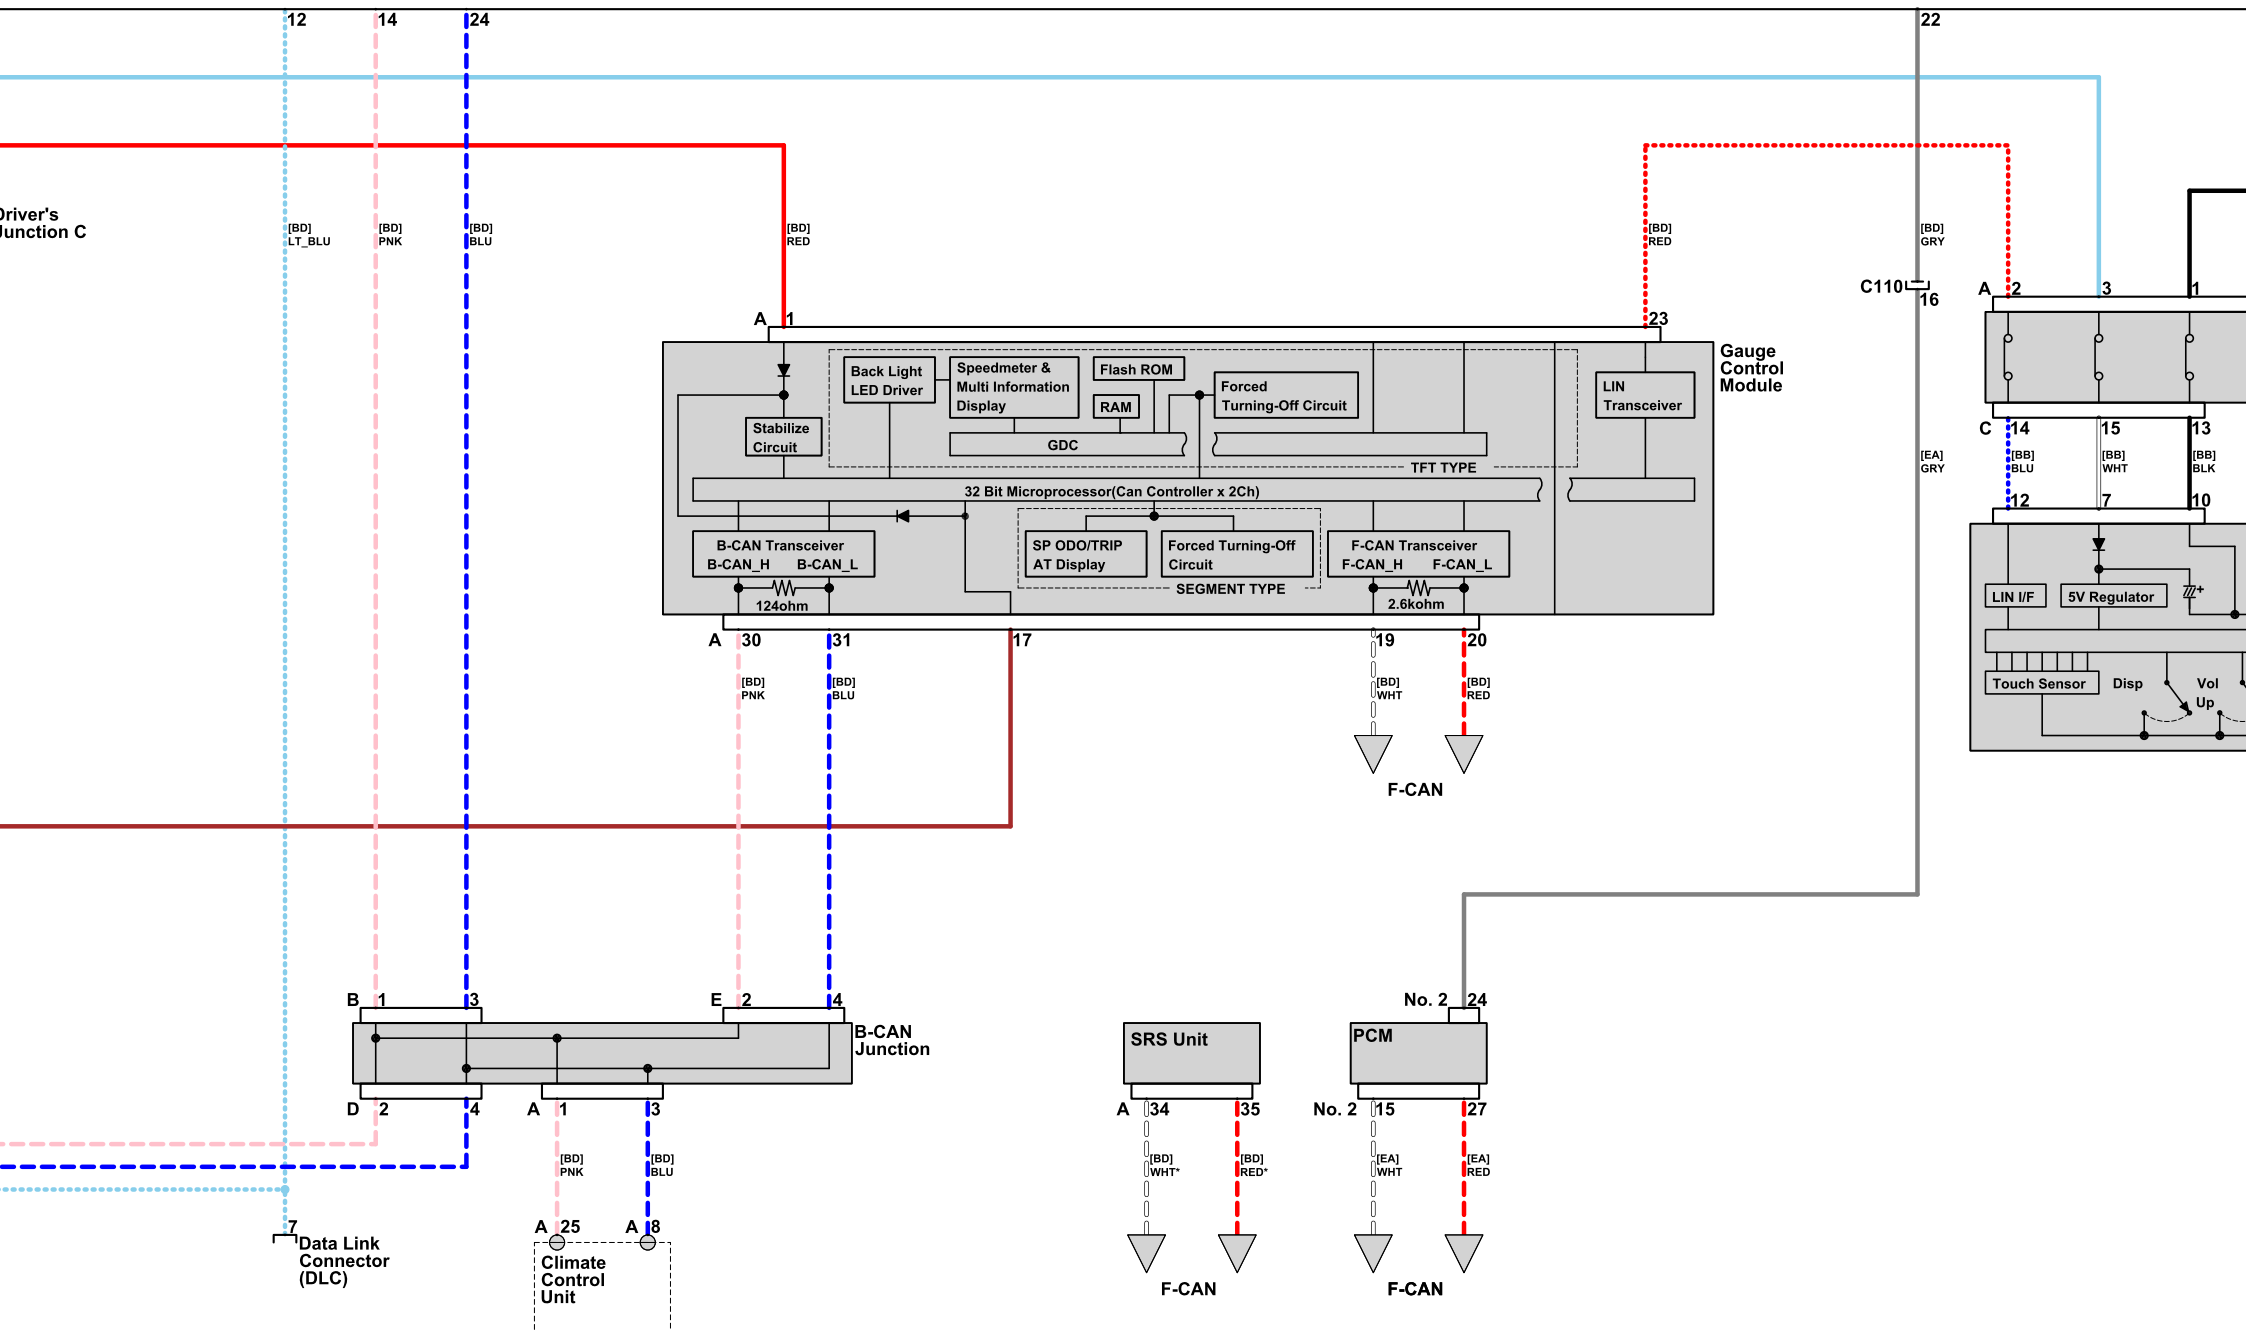 12
14
24
22
Driver's
Junction C
[BD]
LT_BLU
[BD]
PNK
[BD]
BLU
[BD]
RED
[BD]
RED
[BD]
GRY
C110
16
A
2
3
1
A
1
23
Gauge
Control
Module
Back Light
LED Driver
Speedmeter &
Multi Information
Display
Flash ROM
RAM
Forced
Turning-Off Circuit
LIN
Transceiver
Stabilize
Circuit
GDC
TFT TYPE
32 Bit Microprocessor(Can Controller x 2Ch)
B-CAN Transceiver
B-CAN_H
B-CAN_L
124ohm
SP ODO/TRIP
AT Display
Forced Turning-Off
Circuit
SEGMENT TYPE
F-CAN Transceiver
F-CAN_H
F-CAN_L
2.6kohm
C
14
15
13
[EA]
GRY
[BB]
BLU
[BB]
WHT
[BB]
BLK
12
7
10
LIN I/F
5V Regulator
+
Touch Sensor
Disp
Vol
Up
A
30
31
17
19
20
[BD]
PNK
[BD]
BLU
[BD]
WHT
[BD]
RED
F-CAN
B
1
3
E
2
4
B-CAN
Junction
D
2
4
A
1
3
[BD]
PNK
[BD]
BLU
7
Data Link
Connector
(DLC)
A
25
A
8
Climate
Control
Unit
SRS Unit
A
34
35
[BD]
WHT*
[BD]
RED*
F-CAN
No. 2
24
PCM
No. 2
15
27
[EA]
WHT
[EA]
RED
F-CAN